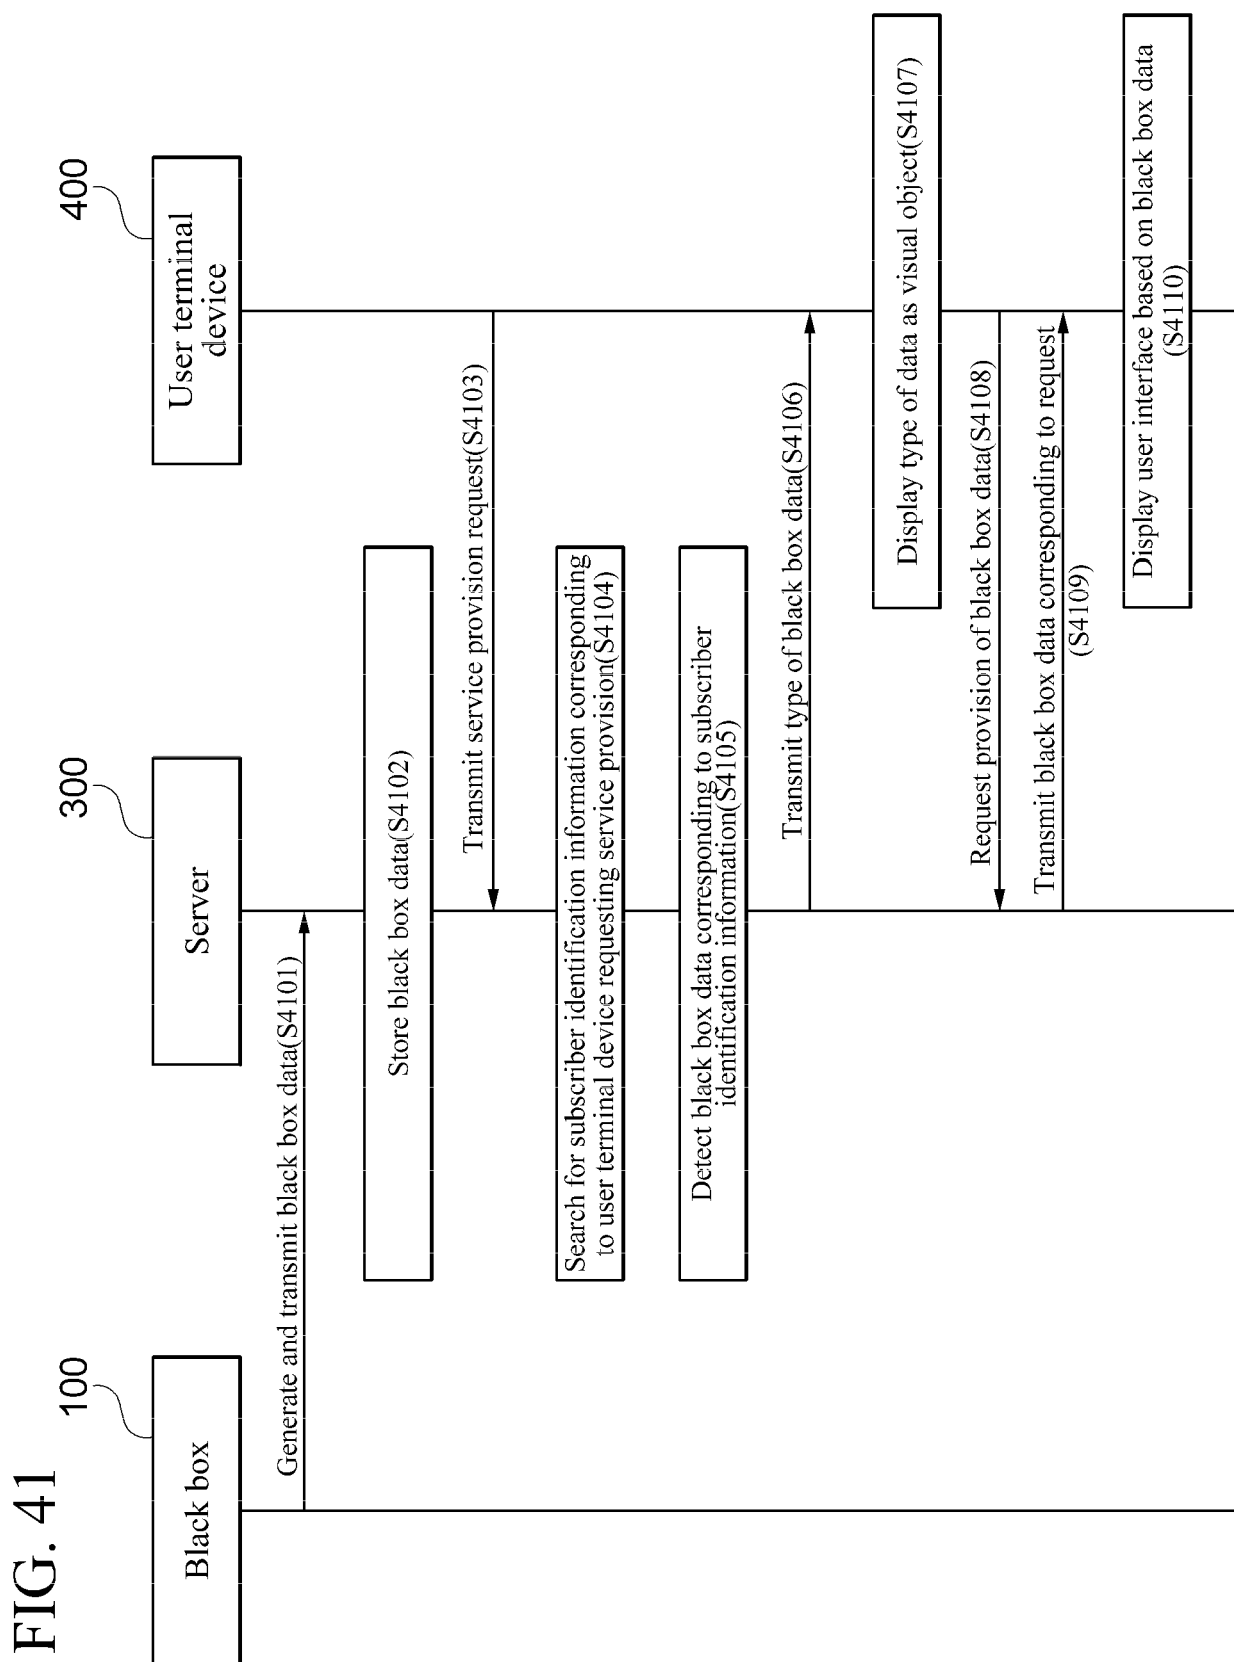 FIG. 41
100
300
400
Black box
Server
User terminal
device
Generate and transmit black box data(S4101)
Store black box data(S4102)
Transmit service provision request(S4103)
Search for subscriber identification information corresponding
to user terminal device requesting service provision(S4104)
Detect black box data corresponding to subscriber
identification information(S4105)
Transmit type of black box data(S4106)
Display type of data as visual object(S4107)
Request provision of black box data(S4108)
Transmit black box data corresponding to request
(S4109)
Display user interface based on black box data
(S4110)